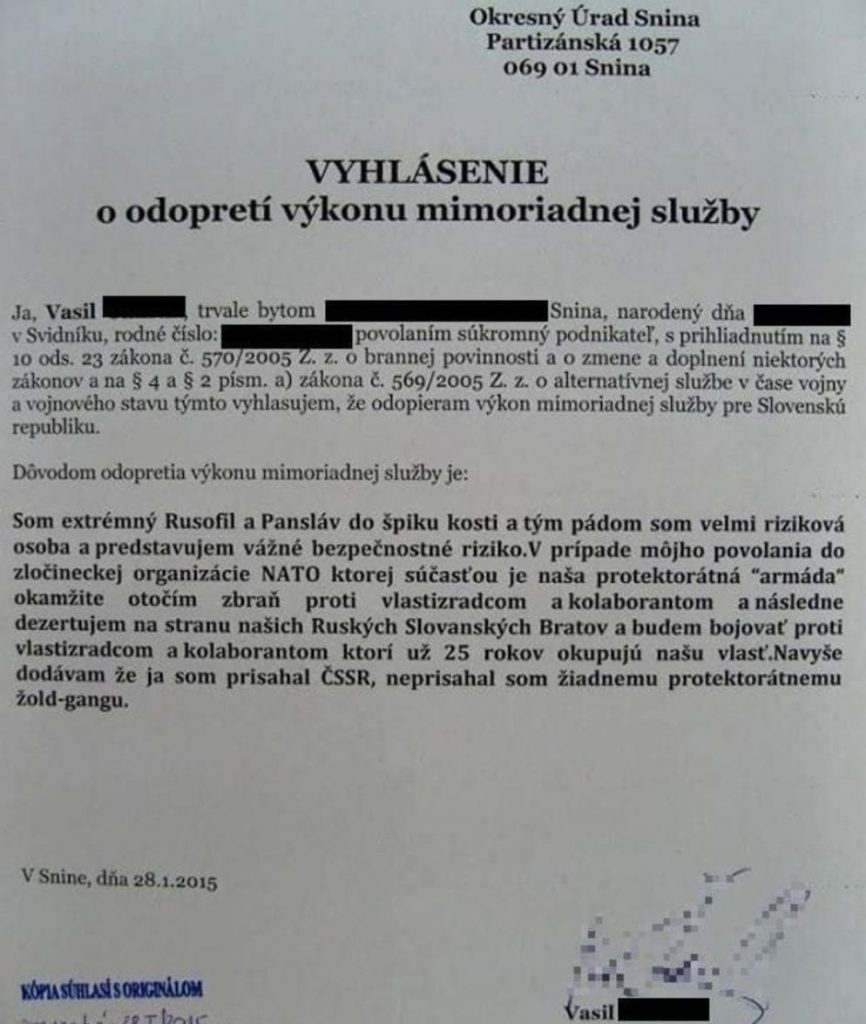 Okresný Úrad Snina
Partizánská 1057
069 01 Snina
VYHLÁSENIE
o odopretí výkonu mimoriadnej služby
Ja, Vasil , trvale bytom Snina, narodený dňa
v Svidníku, rodné číslo: povolaním súkromný podnikateľ, s prihliadnutím na §
10 ods. 23 zákona č. 570/2005 Z. z. o brannej povinnosti a o zmene a doplnení niektorých
zákonov a na § 4 a § 2 písm. a) zákona č. 569/2005 Z. z. o alternatívnej službe v čase vojny
a vojnového stavu týmto vyhlasujem, že odopieram výkon mimoriadnej služby pre Slovenskú
republiku.
Dôvodom odopretia výkonu mimoriadnej služby je:
Som extrémný Rusofil a Pansláv do špiku kosti a tým pádom som velmi riziková
osoba a predstavujem vážné bezpečnostné riziko.V prípade môjho povolania do
zločineckej organizácie NATO ktorej súčasťou je naša protektorátná "armáda"
okamžite otočím zbraň proti vlastizradcom a kolaborantom a následne
dezertujem na stranu našich Ruských Slovanských Bratov a budem bojovať proti
vlastizradcom a kolaborantom ktorí už 25 rokov okupujú našu vlasť.Navyše
dodávam že ja som prisahal ČSSR, neprisahal som žiadnemu protektorátnemu
žold-gangu.
V Snine, dňa 28.1.2015
KÓPIA SÚHLASÍ S ORIGINÁLOM
Vasil